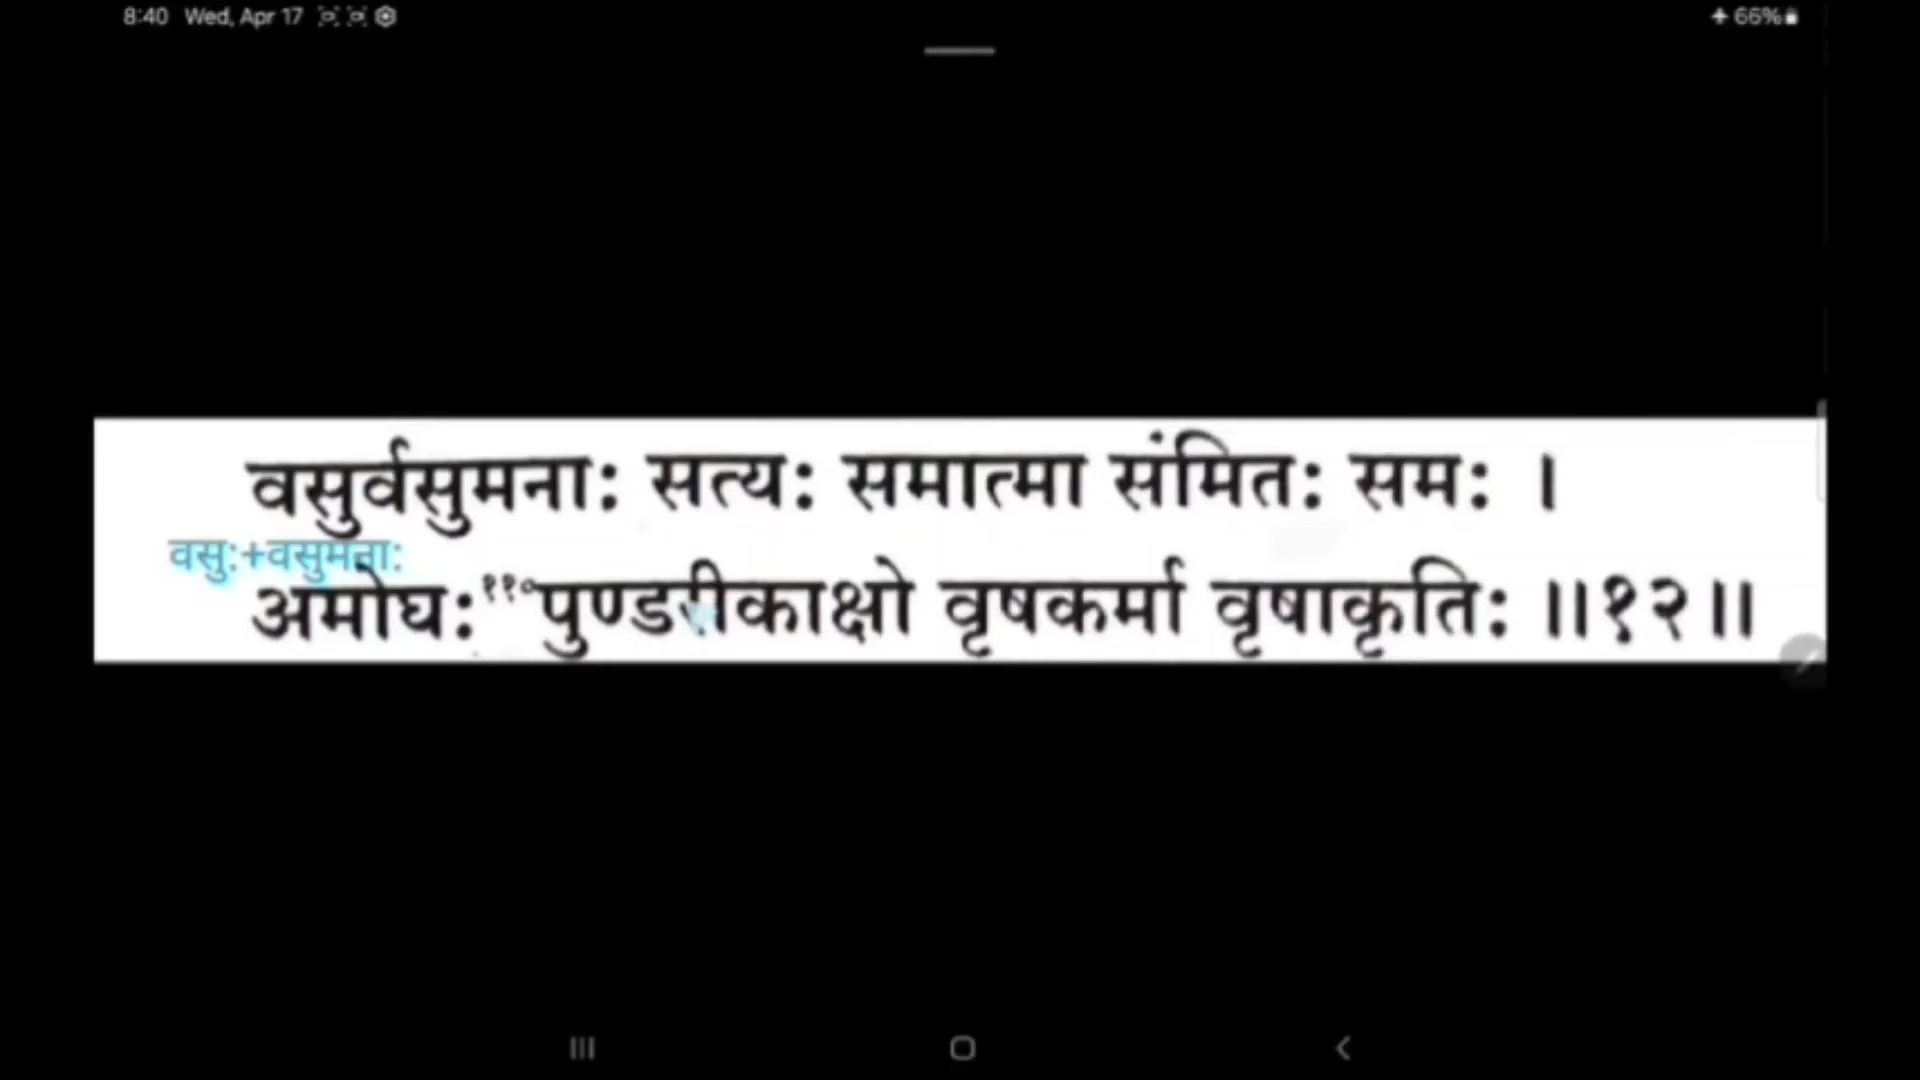 8:40 Wed, Apr 17
66%
वसुर्वसुमनाः सत्यः समात्मा संमितः समः ।
वसु:+वसुमना:
अमोघः ११० पुण्डरीकाक्षो वृषकर्मा वृषाकृतिः ॥१२॥